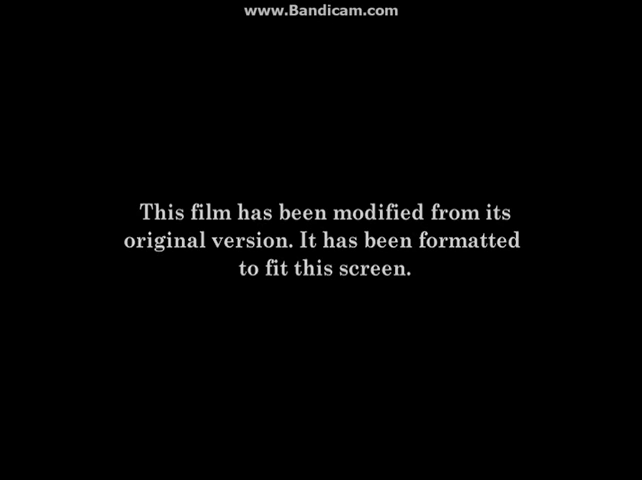 www.Bandicam.com
This film has been modified from its
original version. It has been formatted
to fit this screen.